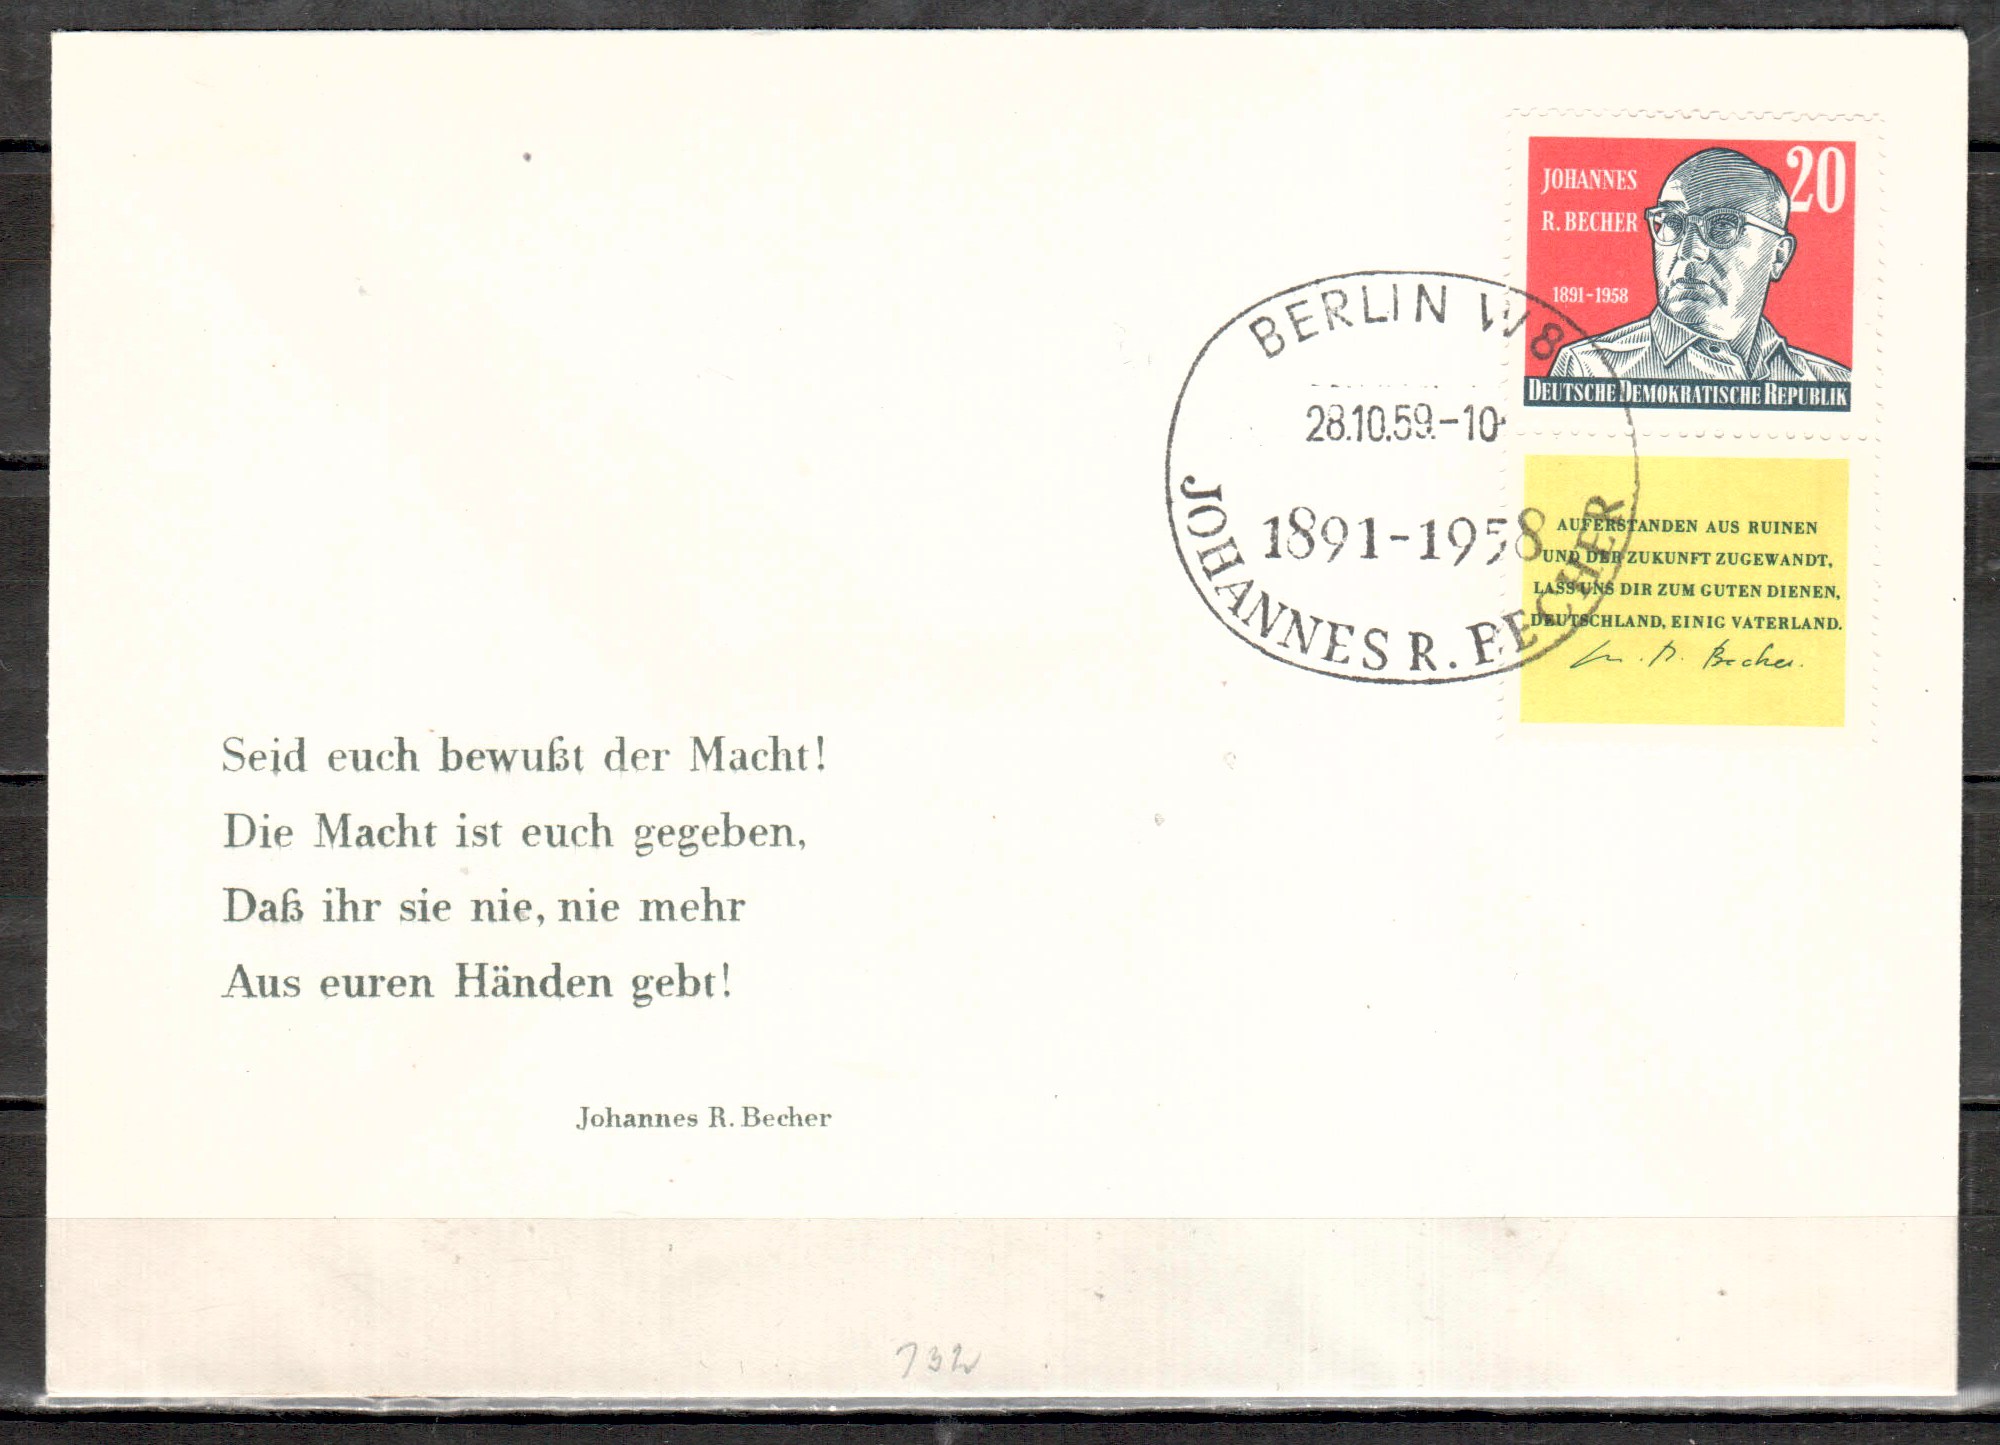 JOHANNES
R. BECHER
20
1891-1958
DEUTSCHE DEMOKRATISCHE REPUBLIK
BERLIN W8
28.10.59.-10
1891-1958
JOHANNES R. BECHER
AUFERSTANDEN AUS RUINEN
UND DER ZUKUNFT ZUGEWANDT,
LASS UNS DIR ZUM GUTEN DIENEN,
DEUTSCHLAND, EINIG VATERLAND.
R. Becher.
Seid euch bewußt der Macht!
Die Macht ist euch gegeben,
Daß ihr sie nie, nie mehr
Aus euren Händen gebt!
Johannes R. Becher
732